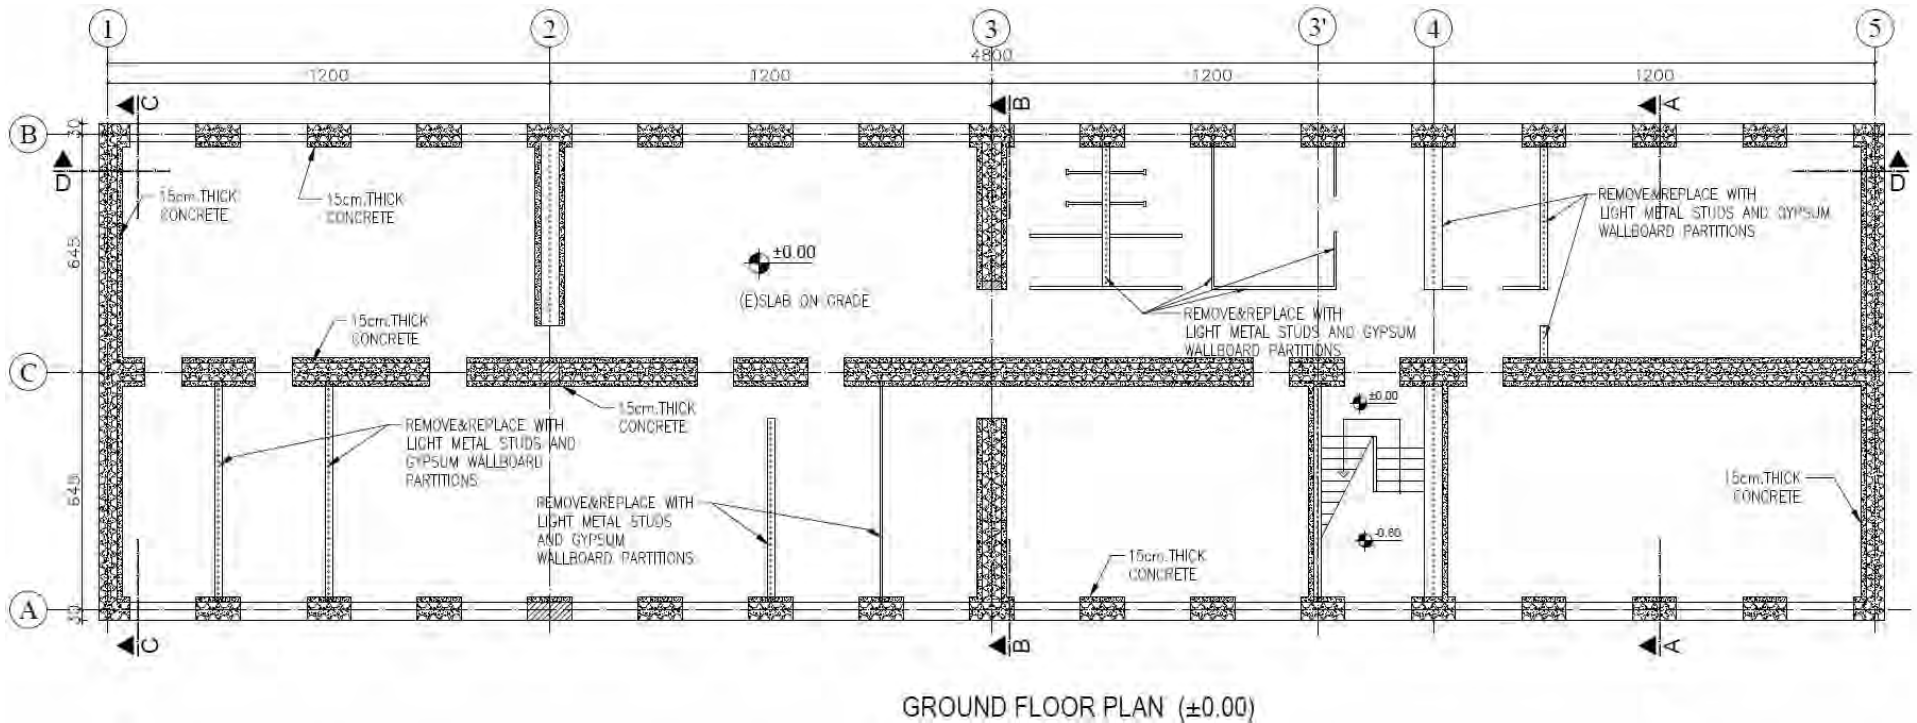 1
2
3
3'
4
5
4800
1200
1200
1200
1200
C
B
A
B
30
D
D
15cm.THICK
CONCRETE
15cm.THICK
CONCRETE
REMOVE&REPLACE WITH
LIGHT METAL STUDS AND GYPSUM
WALLBOARD PARTITIONS
645
±0.00
(E)SLAB ON GRADE
15cm.THICK
CONCRETE
REMOVE&REPLACE WITH
LIGHT METAL STUDS AND GYPSUM
WALLBOARD PARTITIONS
C
15cm.THICK
CONCRETE
±0.00
REMOVE&REPLACE WITH
LIGHT METAL STUDS AND
GYPSUM WALLBOARD
PARTITIONS
645
15cm.THICK
CONCRETE
REMOVE&REPLACE WITH
LIGHT METAL STUDS
AND GYPSUM
WALLBOARD PARTITIONS
-0.60
15cm.THICK
CONCRETE
A
30
C
B
A
GROUND FLOOR PLAN (±0.00)